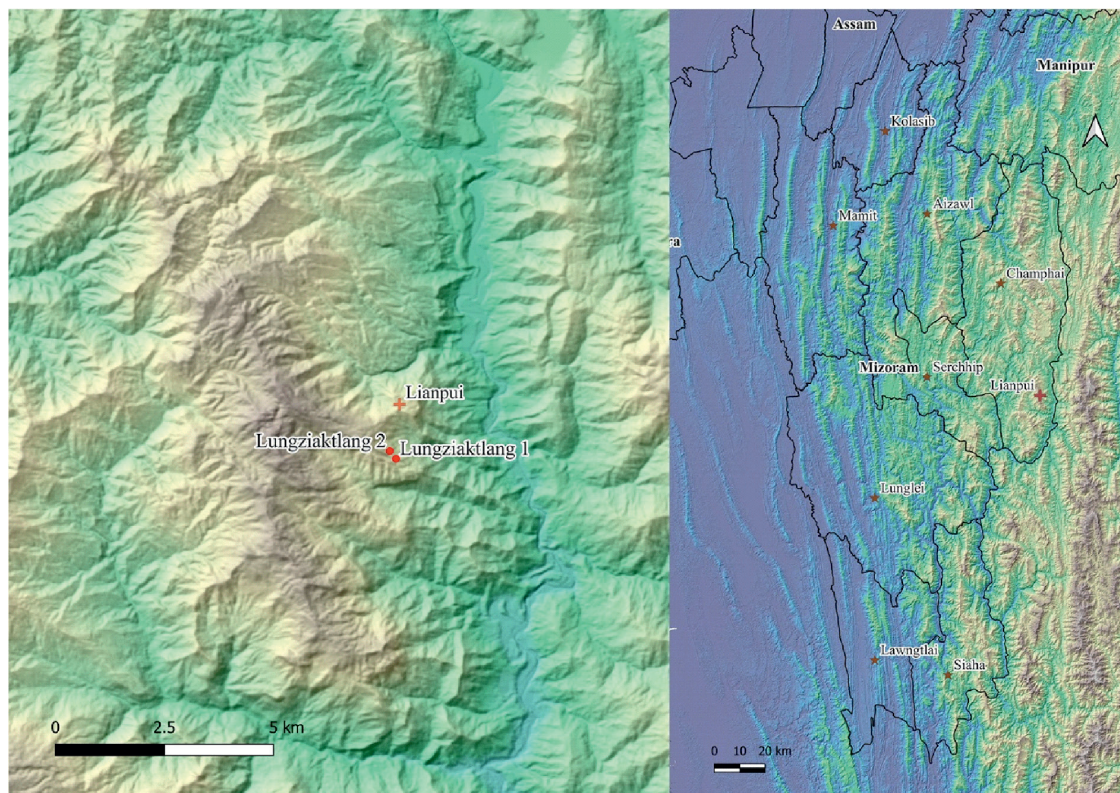 Lianpui
Lungziaktlang 2
Lungziaktlang 1
0 2.5 5 km
Assam
Manipur
Kolasib
Mamit
Aizawl
ra
Champhai
Mizoram
Serchhip
Lianpui
Lunglei
Lawngtlai
Siaha
0 10 20 km